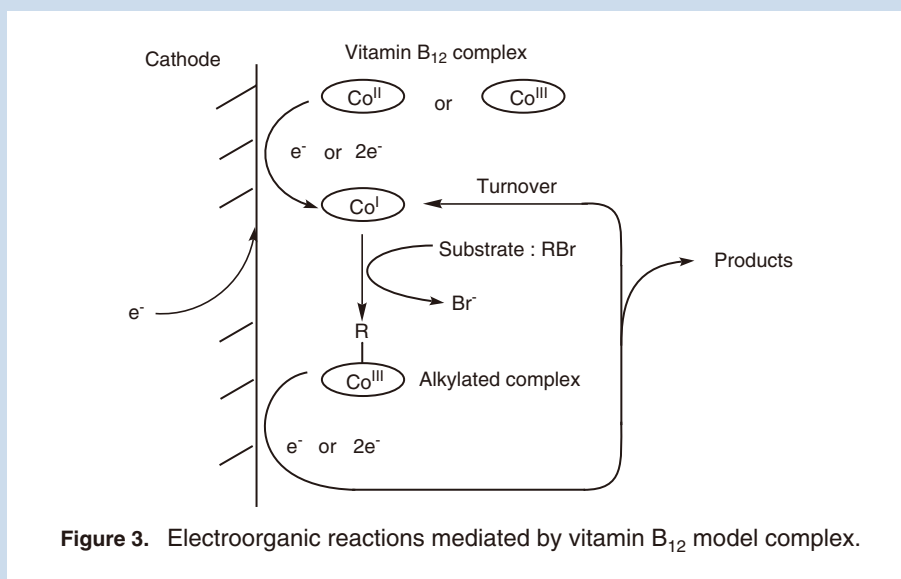 Cathode
Vitamin B₁₂ complex
Coᴵᴵ or Coᴵᴵᴵ
e⁻ or 2e⁻
Coᴵ
Turnover
Substrate : RBr
Products
Br⁻
e⁻
R
Coᴵᴵᴵ Alkylated complex
e⁻ or 2e⁻
Figure 3. Electroorganic reactions mediated by vitamin B₁₂ model complex.